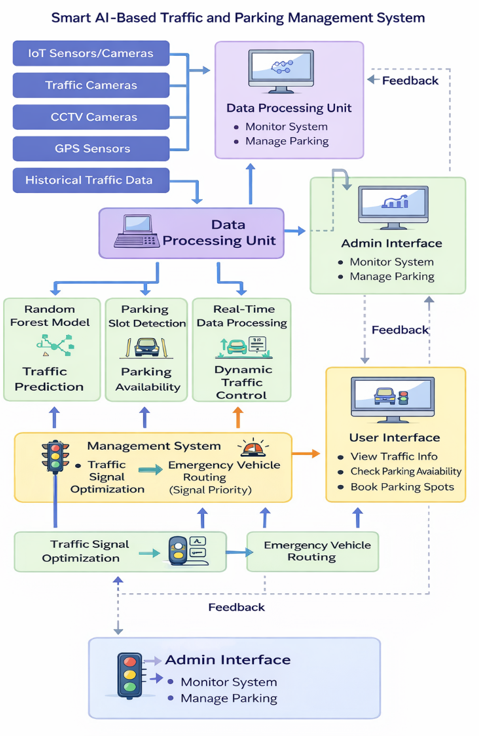 Smart AI-Based Traffic and Parking Management System
IoT Sensors/Cameras
Traffic Cameras
CCTV Cameras
GPS Sensors
Historical Traffic Data
Data Processing Unit
• Monitor System
• Manage Parking
Feedback
Data
Processing Unit
Admin Interface
• Monitor System
• Manage Parking
Random
Forest Model
Traffic
Prediction
Parking
Slot Detection
Parking
Availability
Real-Time
Data Processing
Dynamic
Traffic
Control
Feedback
Management System
• Traffic
Signal
Optimization
Emergency Vehicle
Routing
(Signal Priority)
User Interface
• View Traffic Info
• Check Parking Avaiability
• Book Parking Spots
Traffic Signal
Optimization
Emergency Vehicle
Routing
Feedback
Admin Interface
• Monitor System
• Manage Parking